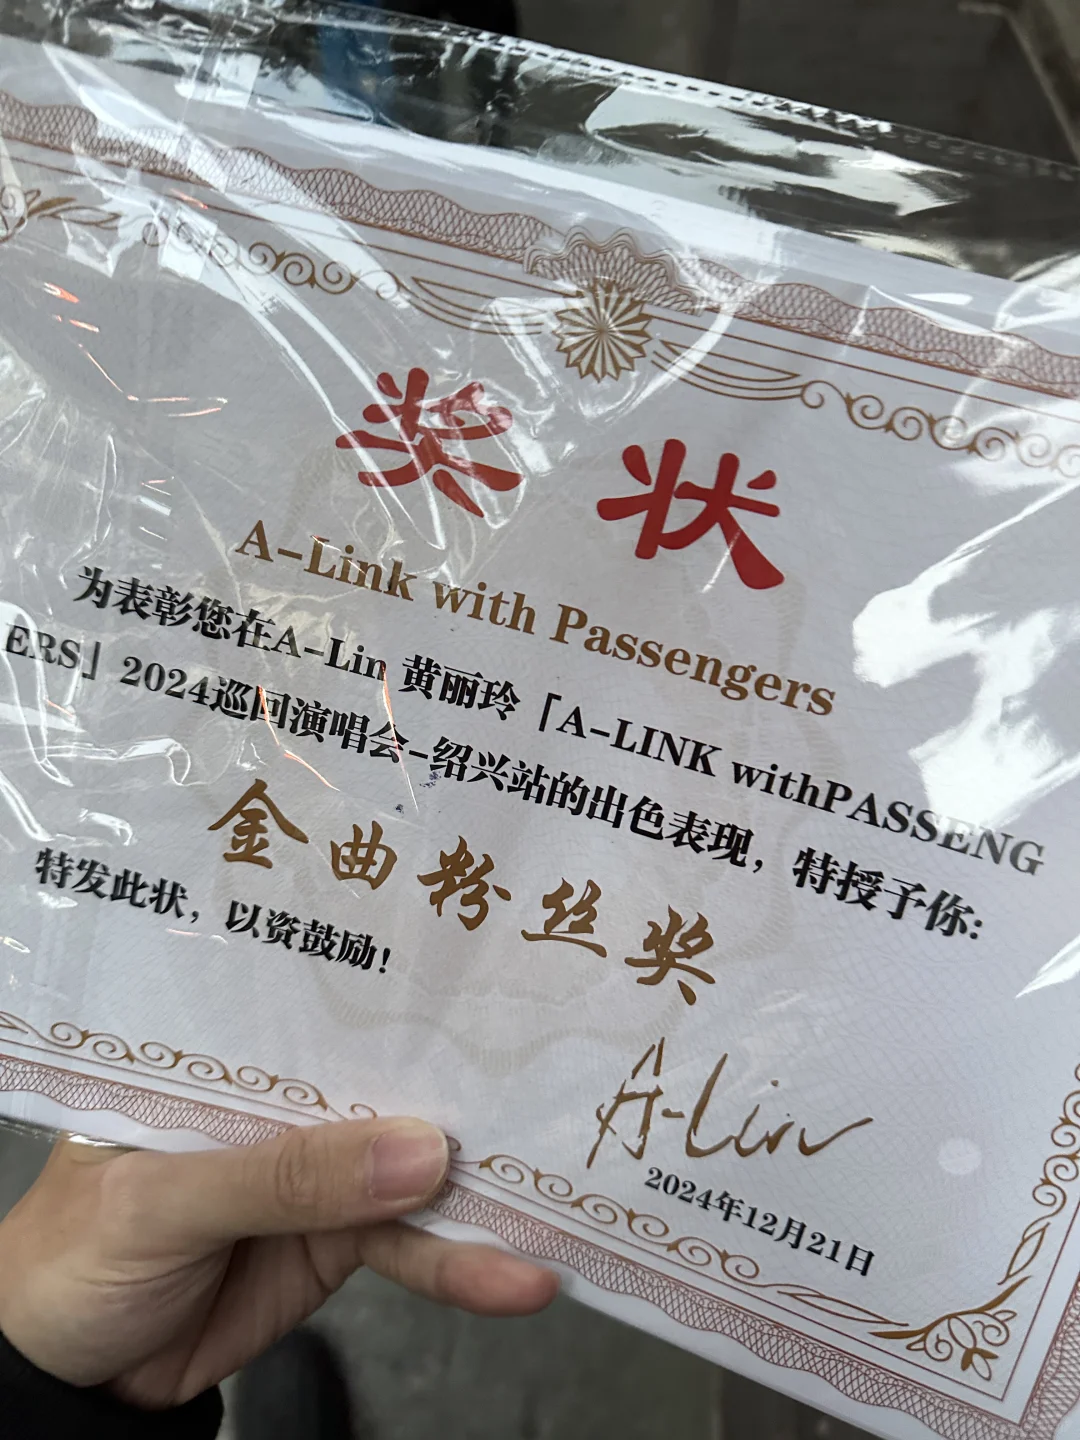 奖状
A-Link with Passengers
为表彰您在A-Lin 黄丽玲「A-LINK withPASSENG
ERS」2024巡回演唱会-绍兴站的出色表现，特授予你:
金曲粉丝奖
特发此状，以资鼓励!
A-Lin
2024年12月21日